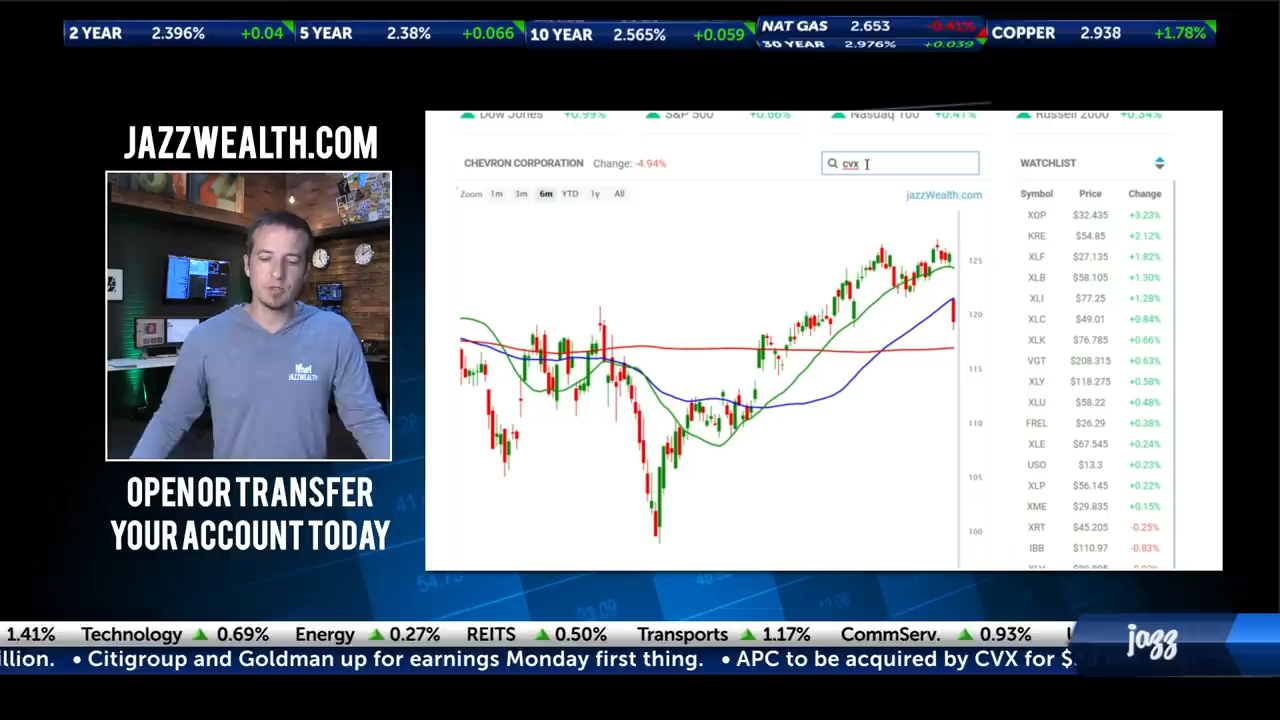 2 YEAR 2.396% +0.04 5 YEAR 2.38% +0.066 10 YEAR 2.565% +0.059 NAT GAS 2.653 -0.41% COPPER 2.938 +1.78%
30 YEAR 2.976% +0.039
JAZZWEALTH.COM
JAZZWEALTH
OPEN OR TRANSFER
YOUR ACCOUNT TODAY
Dow Jones +0.99% S&P 500 +0.66% Nasdaq 100 +0.41% Russell 2000 +0.34%
CHEVRON CORPORATION Change: -4.94% cvx WATCHLIST
Zoom 1m 3m 6m YTD 1y All jazzWealth.com
125
120
115
110
105
100
Symbol Price Change
XOP $32.435 +3.23%
KRE $54.85 +2.12%
XLF $27.135 +1.82%
XLB $58.105 +1.30%
XLI $77.25 +1.28%
XLC $49.01 +0.84%
XLK $76.785 +0.66%
VGT $208.315 +0.63%
XLY $118.275 +0.58%
XLU $58.22 +0.48%
FREL $26.29 +0.38%
XLE $67.545 +0.24%
USO $13.3 +0.23%
XLP $56.145 +0.22%
XME $29.835 +0.15%
XRT $45.205 -0.25%
IBB $110.97 -0.83%
1.41% Technology 0.69% Energy 0.27% REITS 0.50% Transports 1.17% CommServ. 0.93%
illion. • Citigroup and Goldman up for earnings Monday first thing. • APC to be acquired by CVX for $
jazz